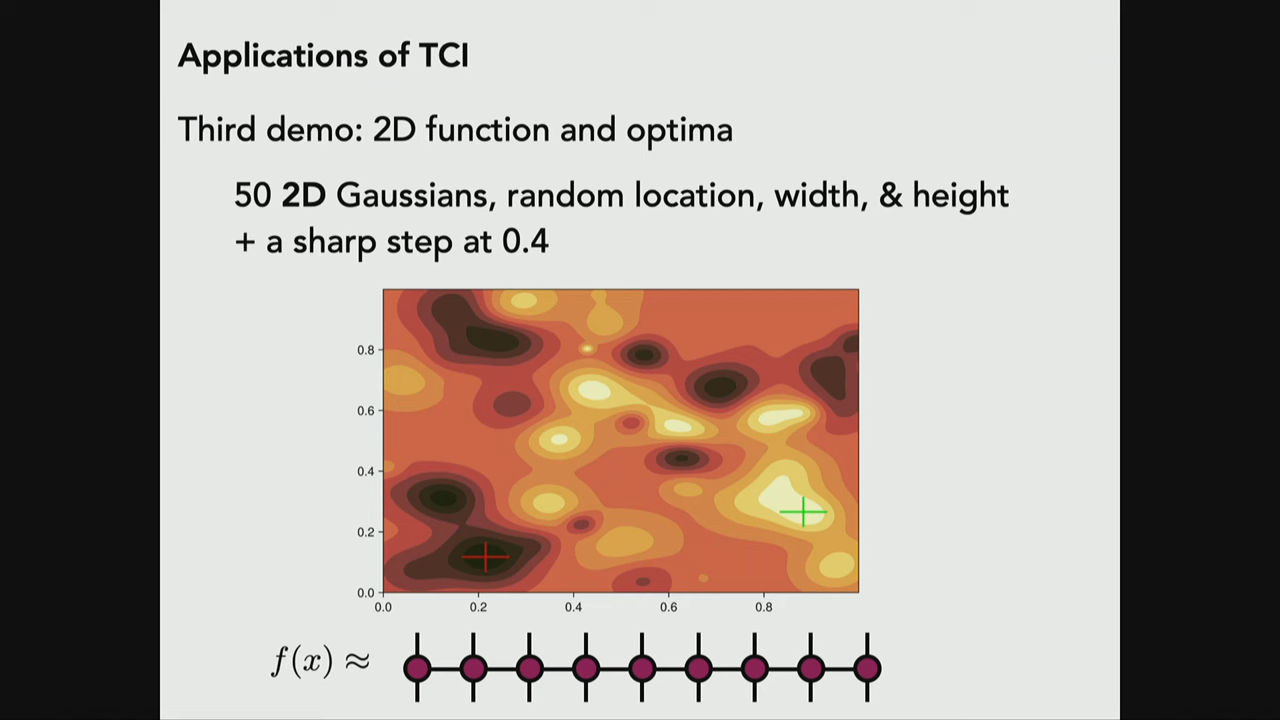 Applications of TCI
Third demo: 2D function and optima
50 2D Gaussians, random location, width, & height
+ a sharp step at 0.4
0.8
0.6
0.4
0.2
0.0
0.0 0.2 0.4 0.6 0.8
f(x) ≈